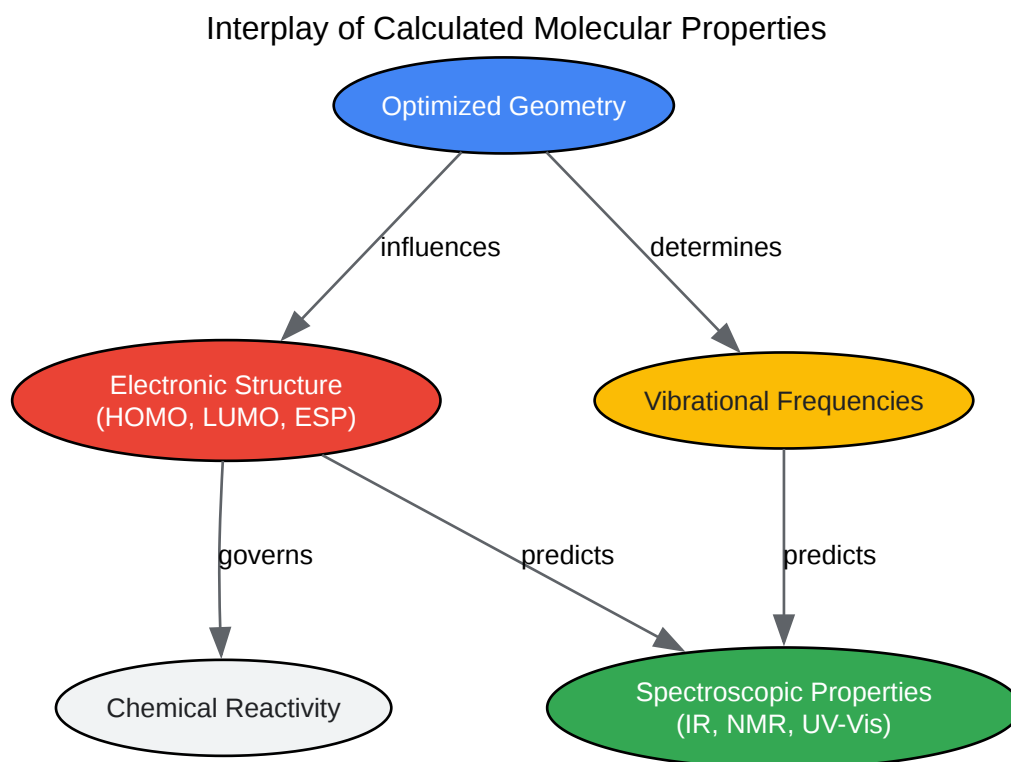 Interplay of Calculated Molecular Properties
Optimized Geometry
influences
determines
Electronic Structure
(HOMO, LUMO, ESP)
Vibrational Frequencies
governs
predicts
predicts
Chemical Reactivity
Spectroscopic Properties
(IR, NMR, UV-Vis)